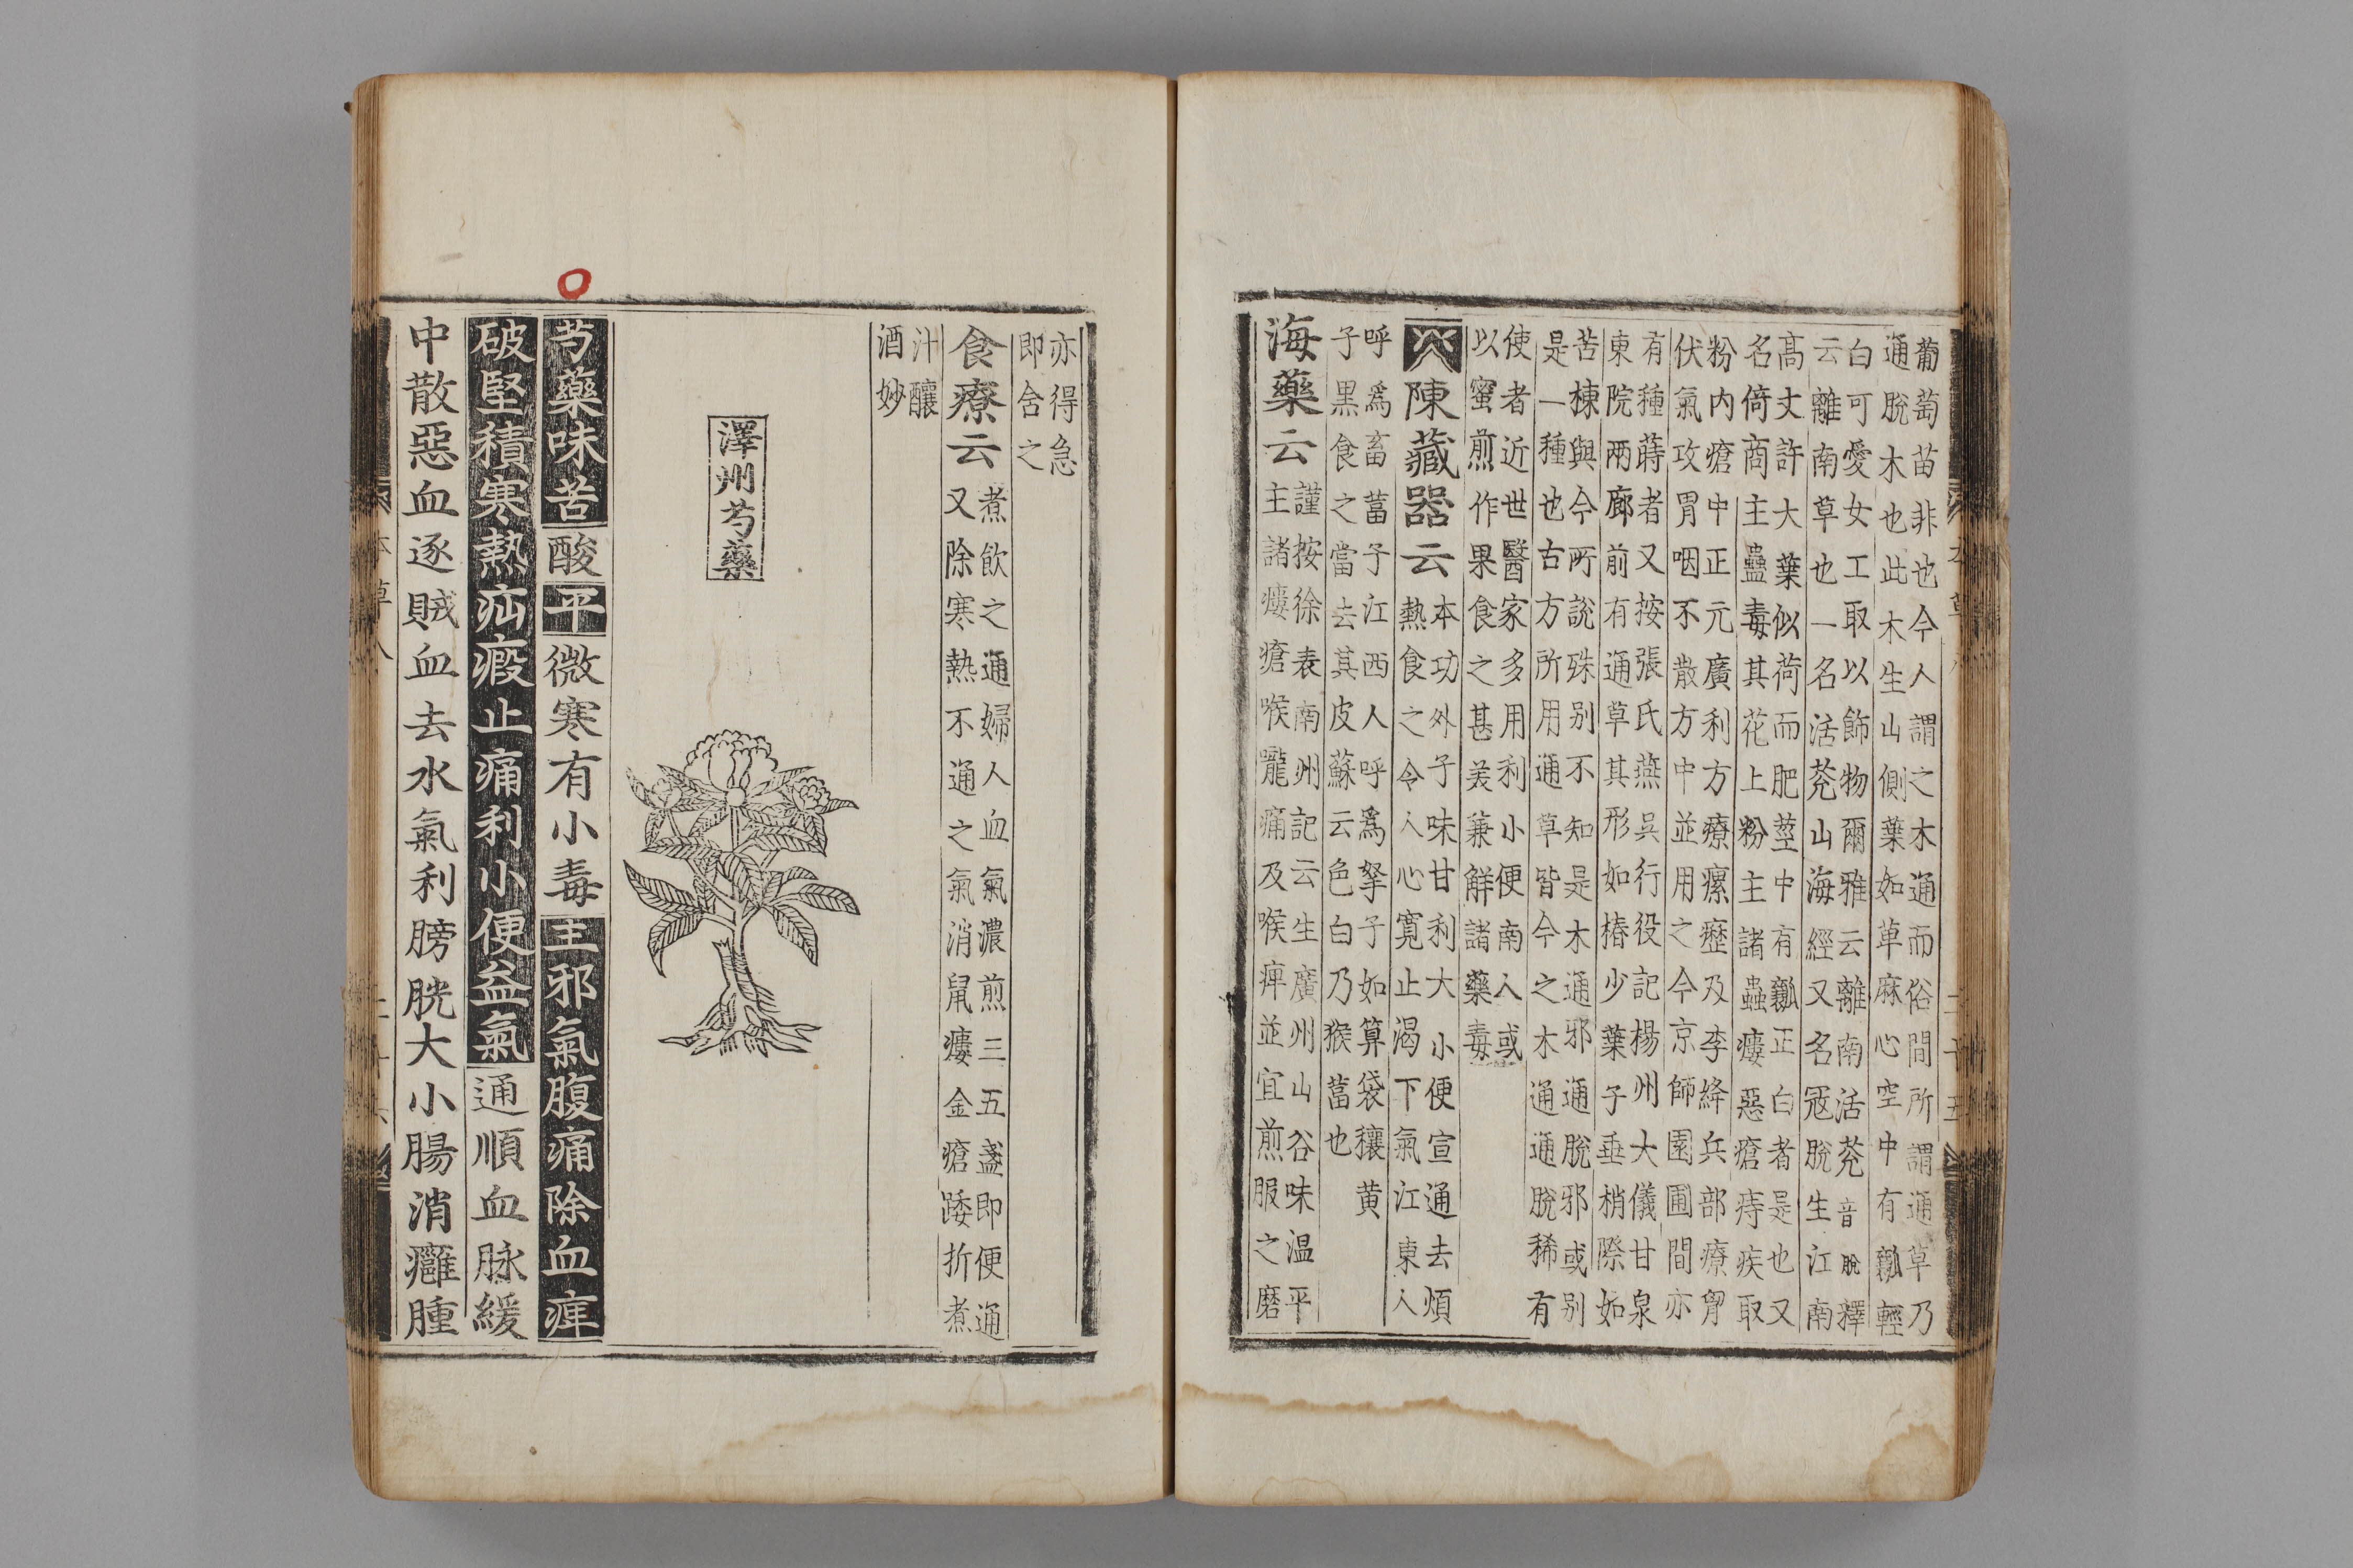 葡萄苗非也今人謂之木通而俗間所謂通草乃
通脫木也此木生山側葉如萆麻心空中有瓤輕
白可愛女工取以飾物爾雅云離南活莌音脫釋
云離南草也一名活莌山海經又名冦脫生江南
髙丈許大葉似荷而肥莖中有瓤正白者是也又
名倚商主蠱毒其花上粉主諸蟲瘻惡瘡痔疾取
粉内瘡中正元廣利方療瘰癧及李絳兵部療𦙄
伏氣攻胃咽不散方中並用之今京師園圃間亦
有種蒔者又按張氏燕吳行役記楊州大儀甘泉
東院兩廊前有通草其形如椿少葉子垂梢際如
苦楝與今所說殊别不知是木通邪通脫邪或别
是一種也古方所用通草皆今之木通通脫稀有
使者近世醫家多用利小便南人或
以蜜煎作果食之甚美兼解諸藥毒
陳藏器云本功外子味甘利大小便宣通去煩
熱食之令人心寬止渴下氣江東人
呼爲畜葍子江西人呼爲拏子如算袋穰黄
子黒食之當去其皮蘇云色白乃猴葍也
海藥云謹按徐表南州記云生廣州山谷味温平
主諸瘻瘡喉嚨痛及喉痺並宜煎服之磨
亦得急
即含之
食療云煮飲之通婦人血氣濃煎三五盞即便通
又除寒熱不通之氣消鼠瘻金瘡踒折煮
汁釀
酒妙
澤州芍藥
芍藥味苦酸平微寒有小毒主邪氣腹痛除血痺
破堅積寒熱疝瘕止痛利小便益氣通順血脉緩
中散惡血逐賊血去水氣利膀胱大小腸消癰腫